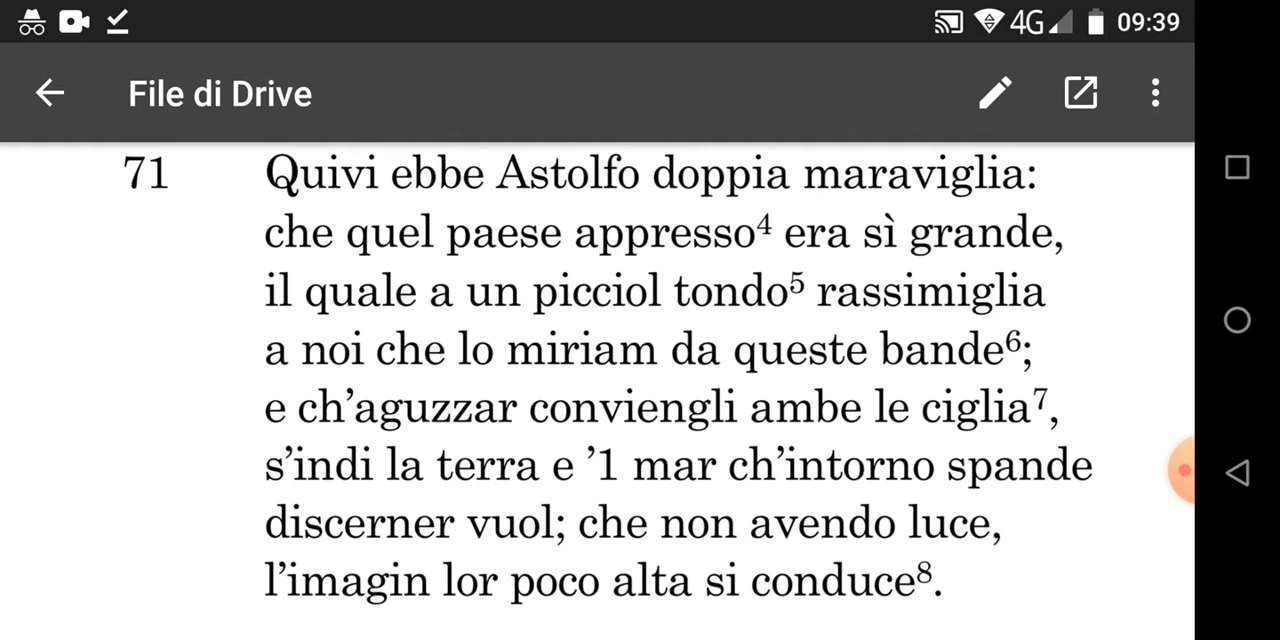 4G 09:39
File di Drive
71 Quivi ebbe Astolfo doppia maraviglia:
che quel paese appresso⁴ era sì grande,
il quale a un picciol tondo⁵ rassimiglia
a noi che lo miriam da queste bande⁶;
e ch’aguzzar conviengli ambe le ciglia⁷,
s’indi la terra e ’1 mar ch’intorno spande
discerner vuol; che non avendo luce,
l’imagin lor poco alta si conduce⁸.